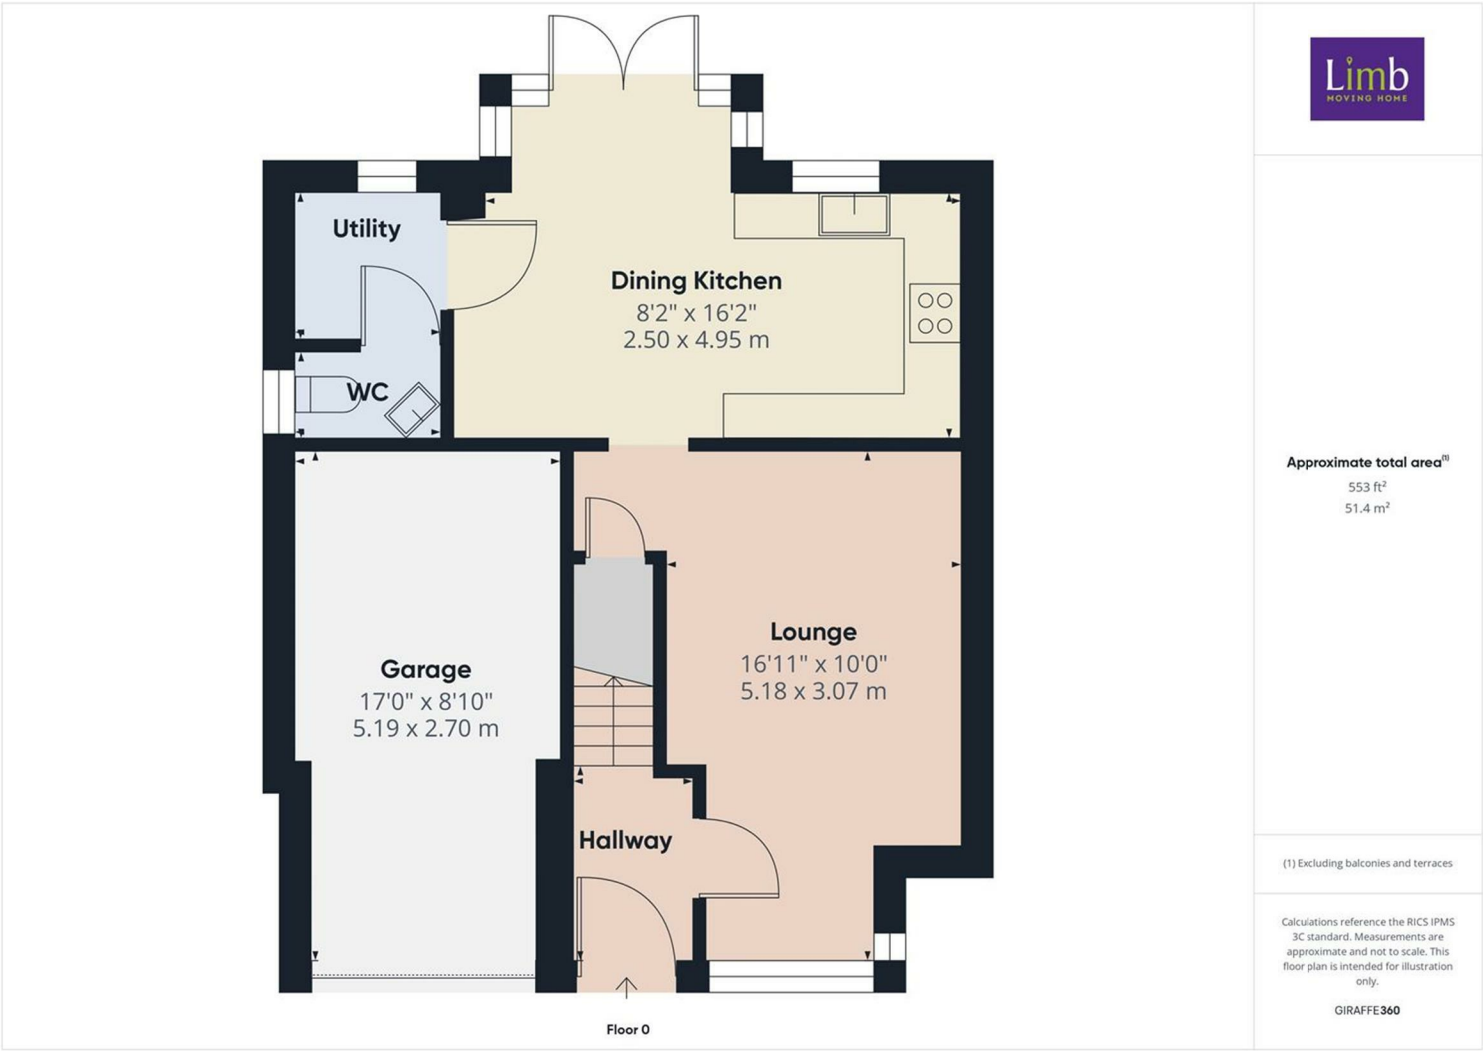 Utility
WC
Dining Kitchen
8'2" x 16'2"
2.50 x 4.95 m
Garage
17'0" x 8'10"
5.19 x 2.70 m
Lounge
16'11" x 10'0"
5.18 x 3.07 m
Hallway
Floor 0
Limb
MOVING HOME
Approximate total area(1)
553 ft²
51.4 m²
(1) Excluding balconies and terraces
Calculations reference the RICS IPMS
3C standard. Measurements are
approximate and not to scale. This
floor plan is intended for illustration
only.
GIRAFFE360